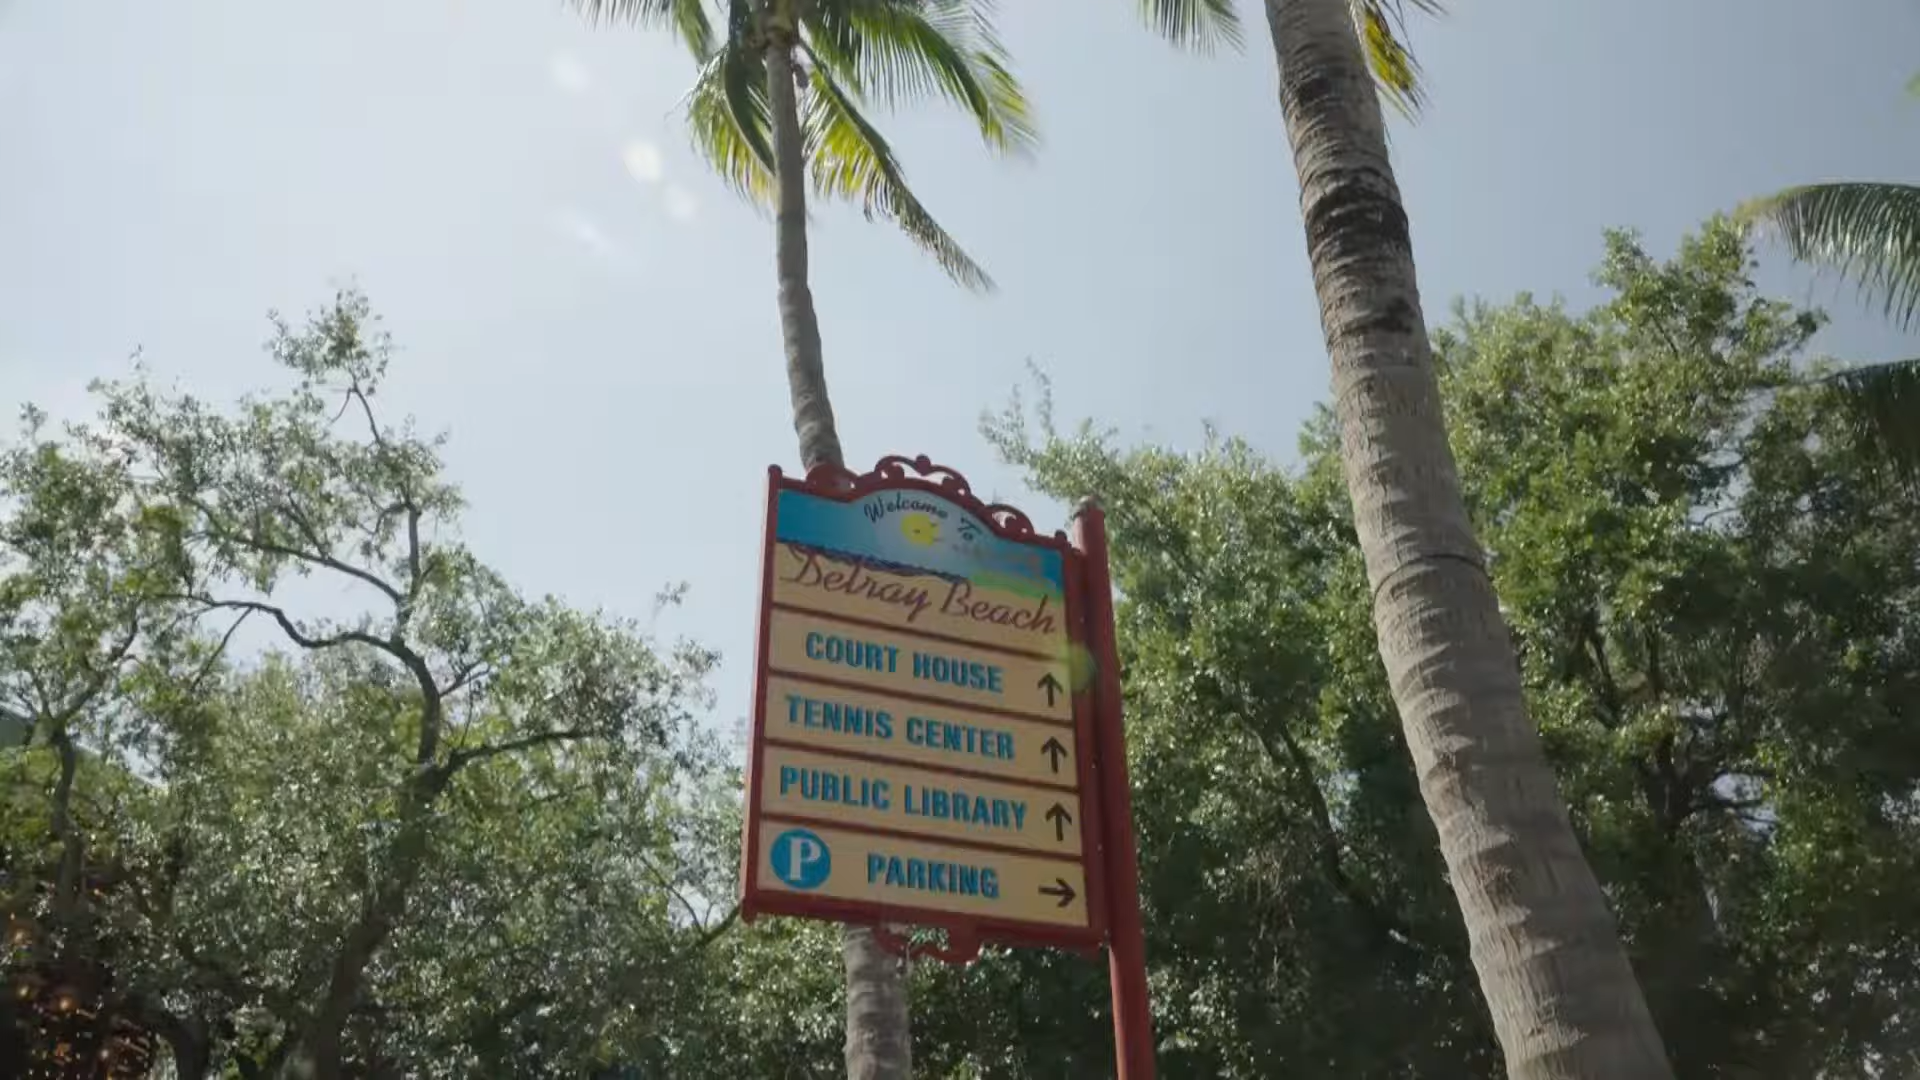 Welcome To
Delray Beach
COURT HOUSE ↑
TENNIS CENTER ↑
PUBLIC LIBRARY ↑
P PARKING →